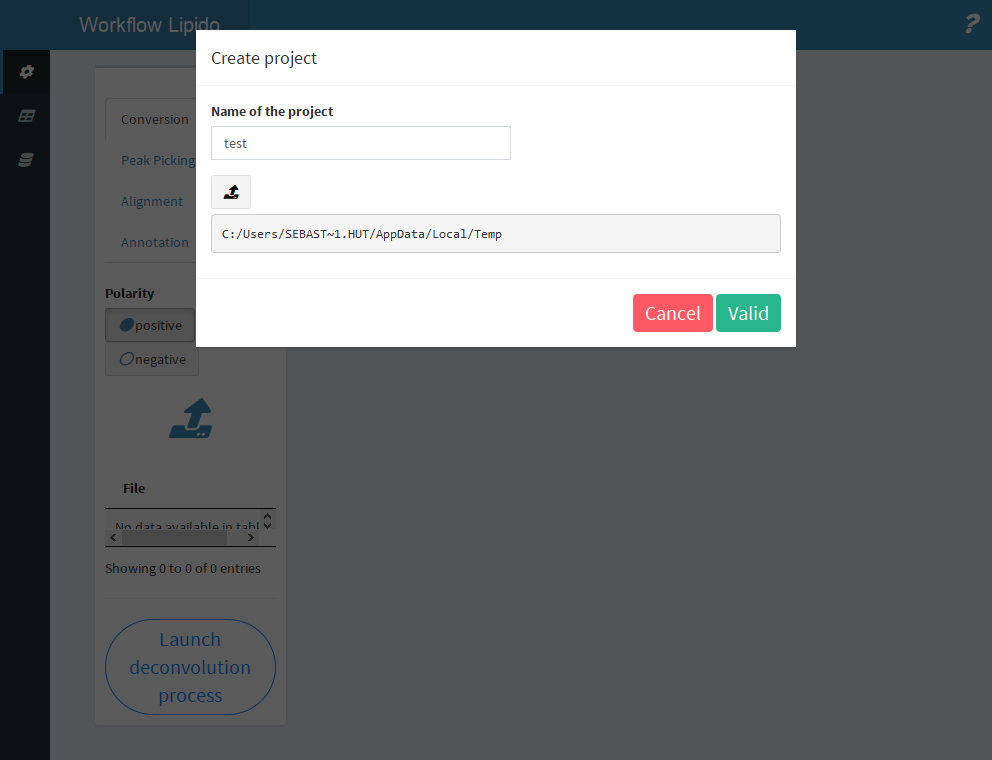 Workflow Lipido
?
Create project
Name of the project
test
C:/Users/SEBAST~1.HUT/AppData/Local/Temp
Cancel
Valid
Conversion
Peak Picking
Alignment
Annotation
Polarity
positive
negative
File
No data available in tabl
Showing 0 to 0 of 0 entries
Launch
deconvolution
process